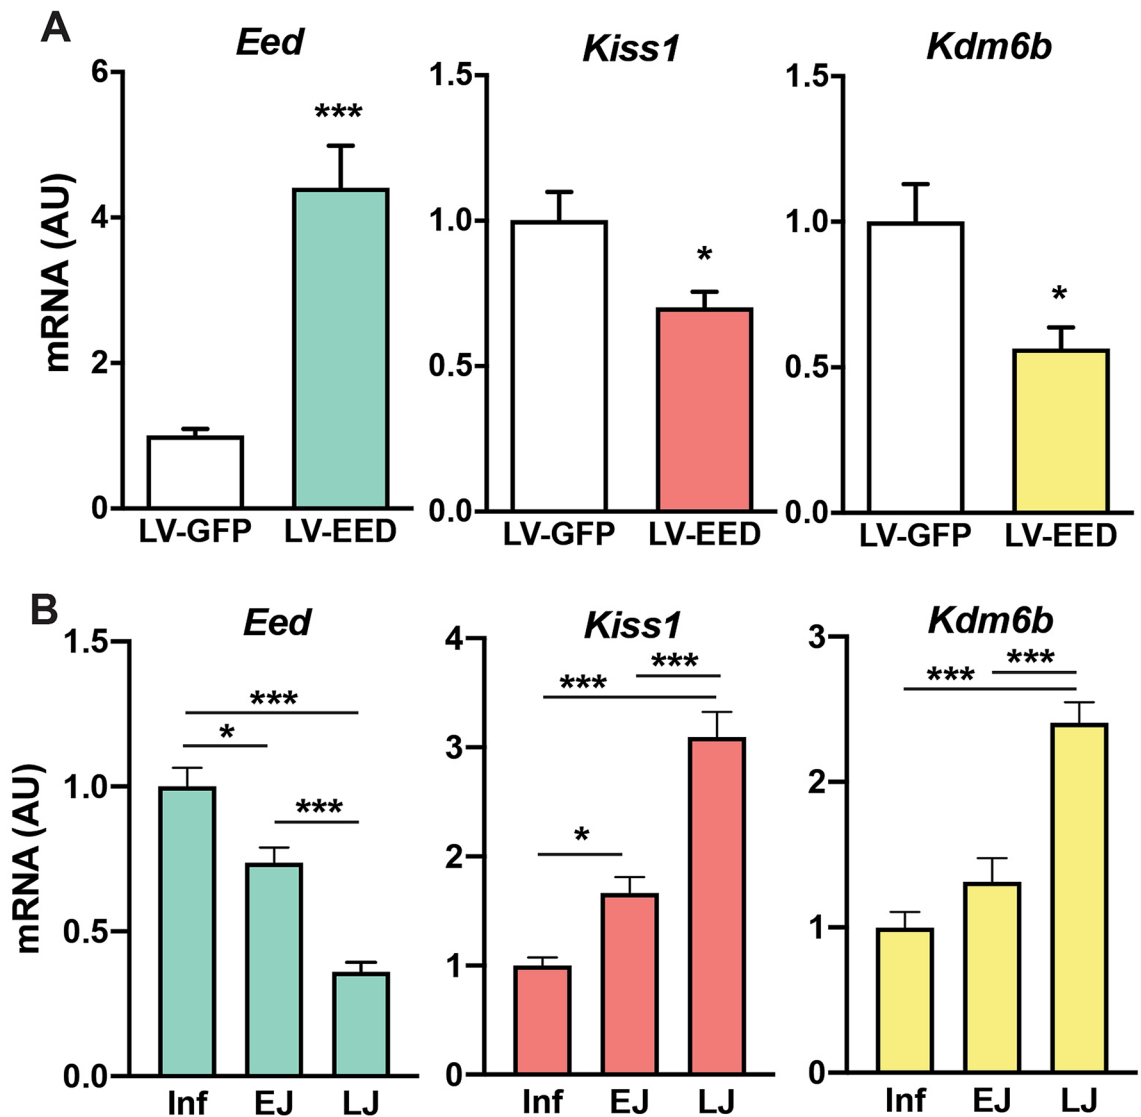 A
Eed
Kiss1
Kdm6b
mRNA (AU)
6
4
2
0
***
LV-GFP
LV-EED
1.5
1.0
0.5
0.0
*
LV-GFP
LV-EED
1.5
1.0
0.5
0.0
*
LV-GFP
LV-EED
B
Eed
Kiss1
Kdm6b
mRNA (AU)
1.5
1.0
0.5
0.0
***
*
***
Inf
EJ
LJ
4
3
2
1
0
***
***
*
Inf
EJ
LJ
3
2
1
0
***
***
Inf
EJ
LJ